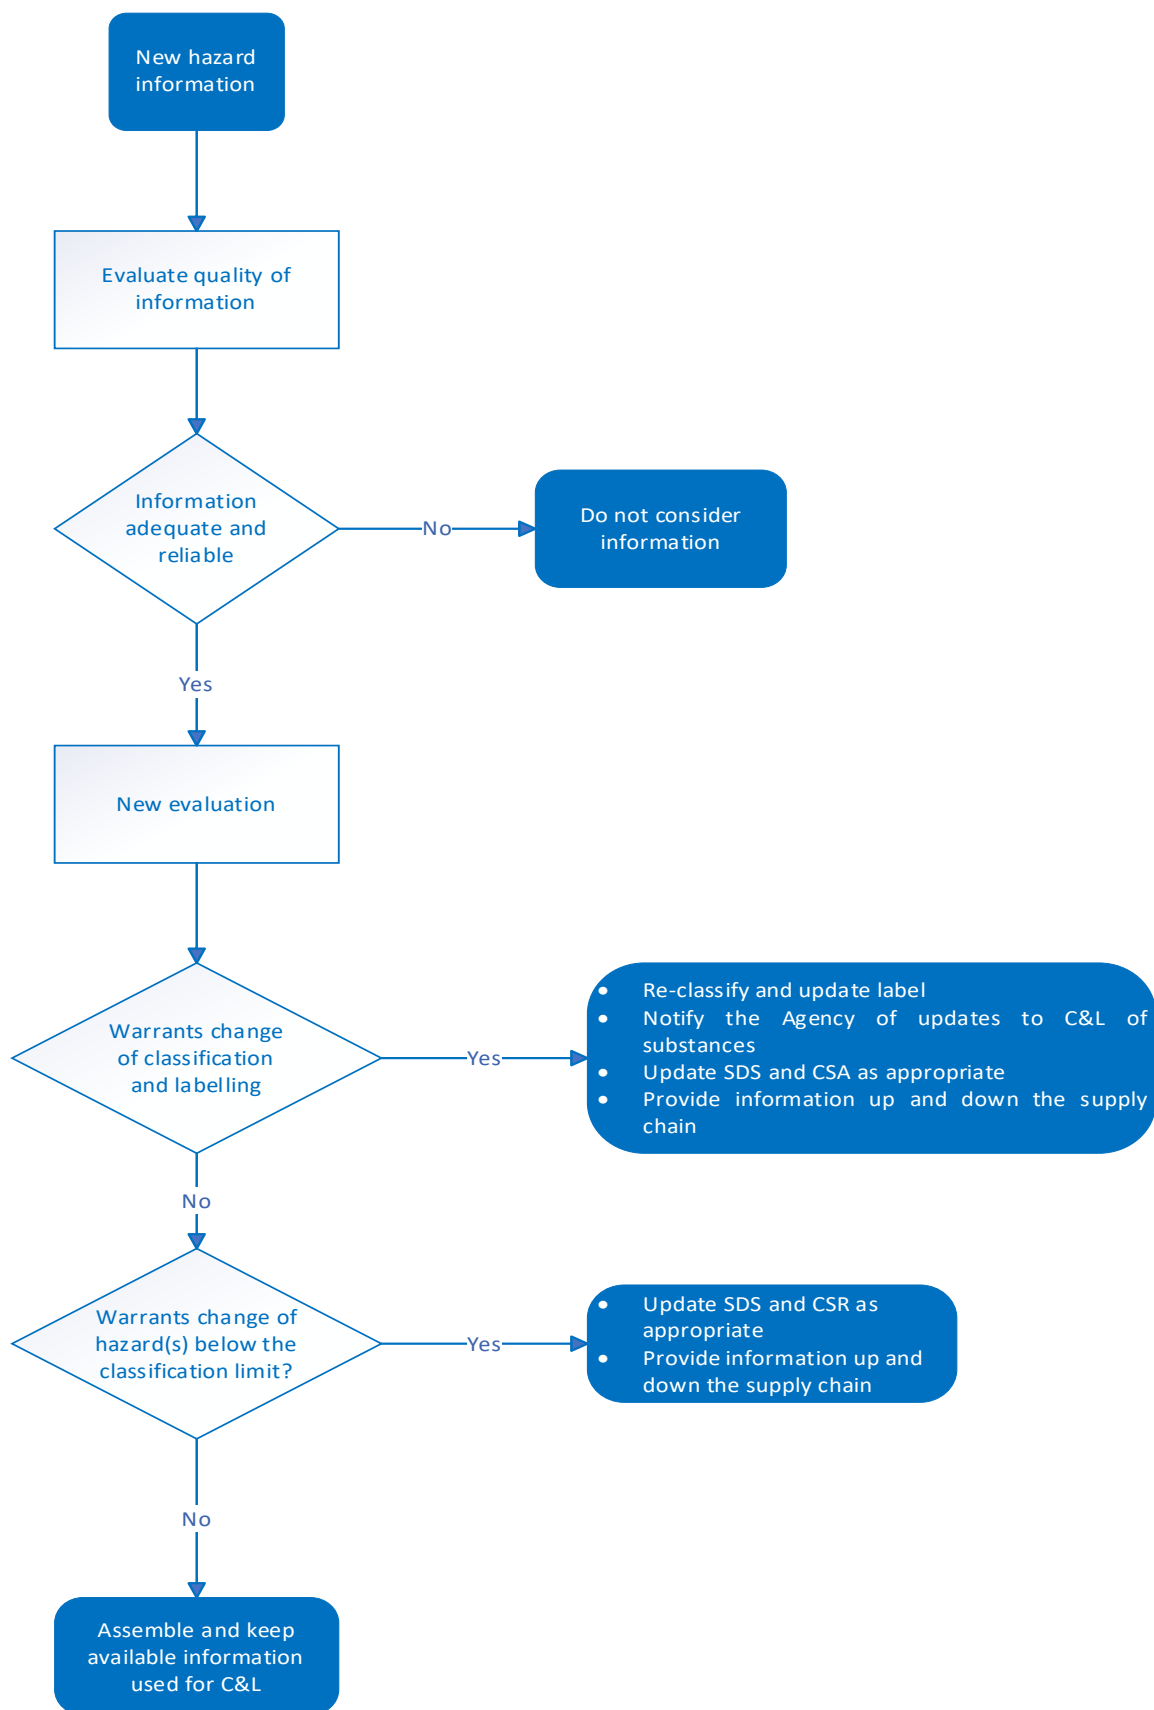 New hazard
information
Evaluate quality of
information
Information
adequate and
reliable
No
Do not consider
information
Yes
New evaluation
Warrants change
of classification
and labelling
Yes
• Re-classify and update label
• Notify the Agency of updates to C&L of
substances
• Update SDS and CSA as appropriate
• Provide information up and down the supply
chain
No
Warrants change of
hazard(s) below the
classification limit?
Yes
• Update SDS and CSR as
appropriate
• Provide information up and
down the supply chain
No
Assemble and keep
available information
used for C&L